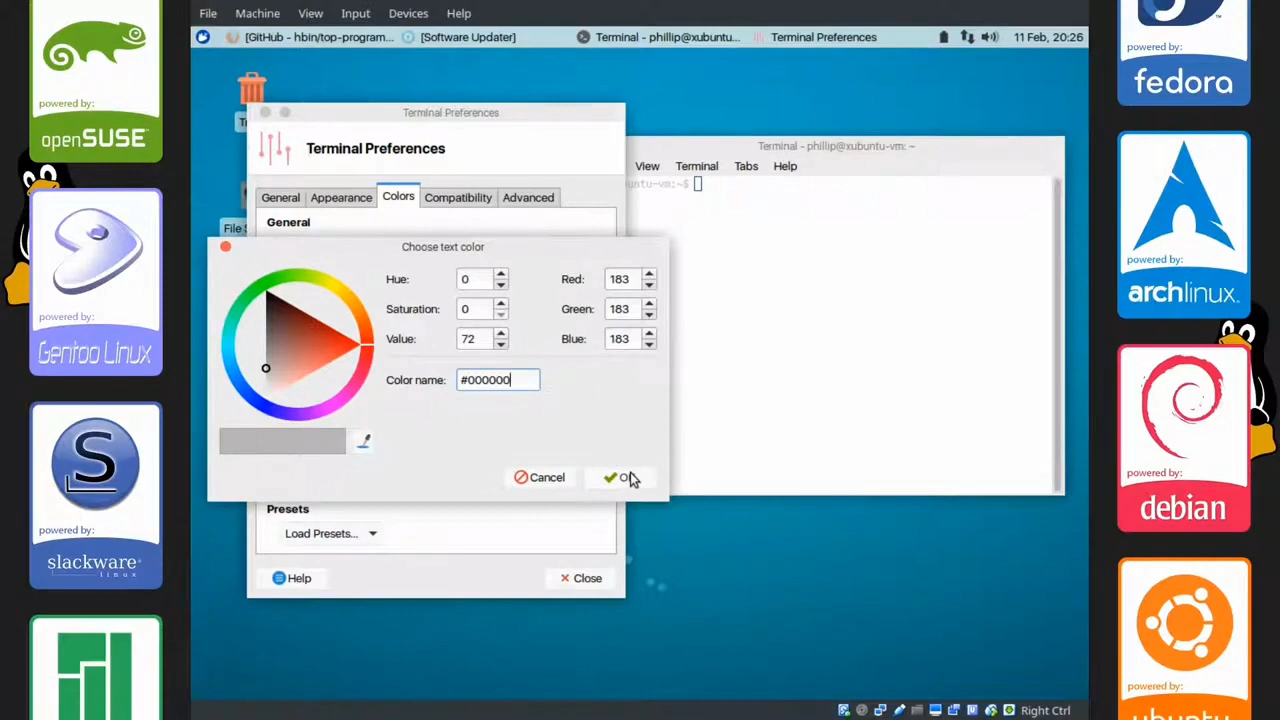 File Machine View Input Devices Help
[GitHub - hbin/top-program... [Software Updater] Terminal - phillip@xubuntu... Terminal Preferences 11 Feb, 20:26
Terminal Preferences
Terminal - phillip@xubuntu-vm: ~
Terminal Preferences
View Terminal Tabs Help
untu-vm:~$
General Appearance Colors Compatibility Advanced
General
File S
Choose text color
Hue: 0 Red: 183
Saturation: 0 Green: 183
Value: 72 Blue: 183
Color name: #000000
Cancel
Presets
Load Presets...
Help Close
Right Ctrl
powered by:
openSUSE™
powered by:
Gentoo Linux
powered by:
slackware
linux
powered by:
fedora
powered by:
archlinux
powered by:
debian
powered by:
ubuntu